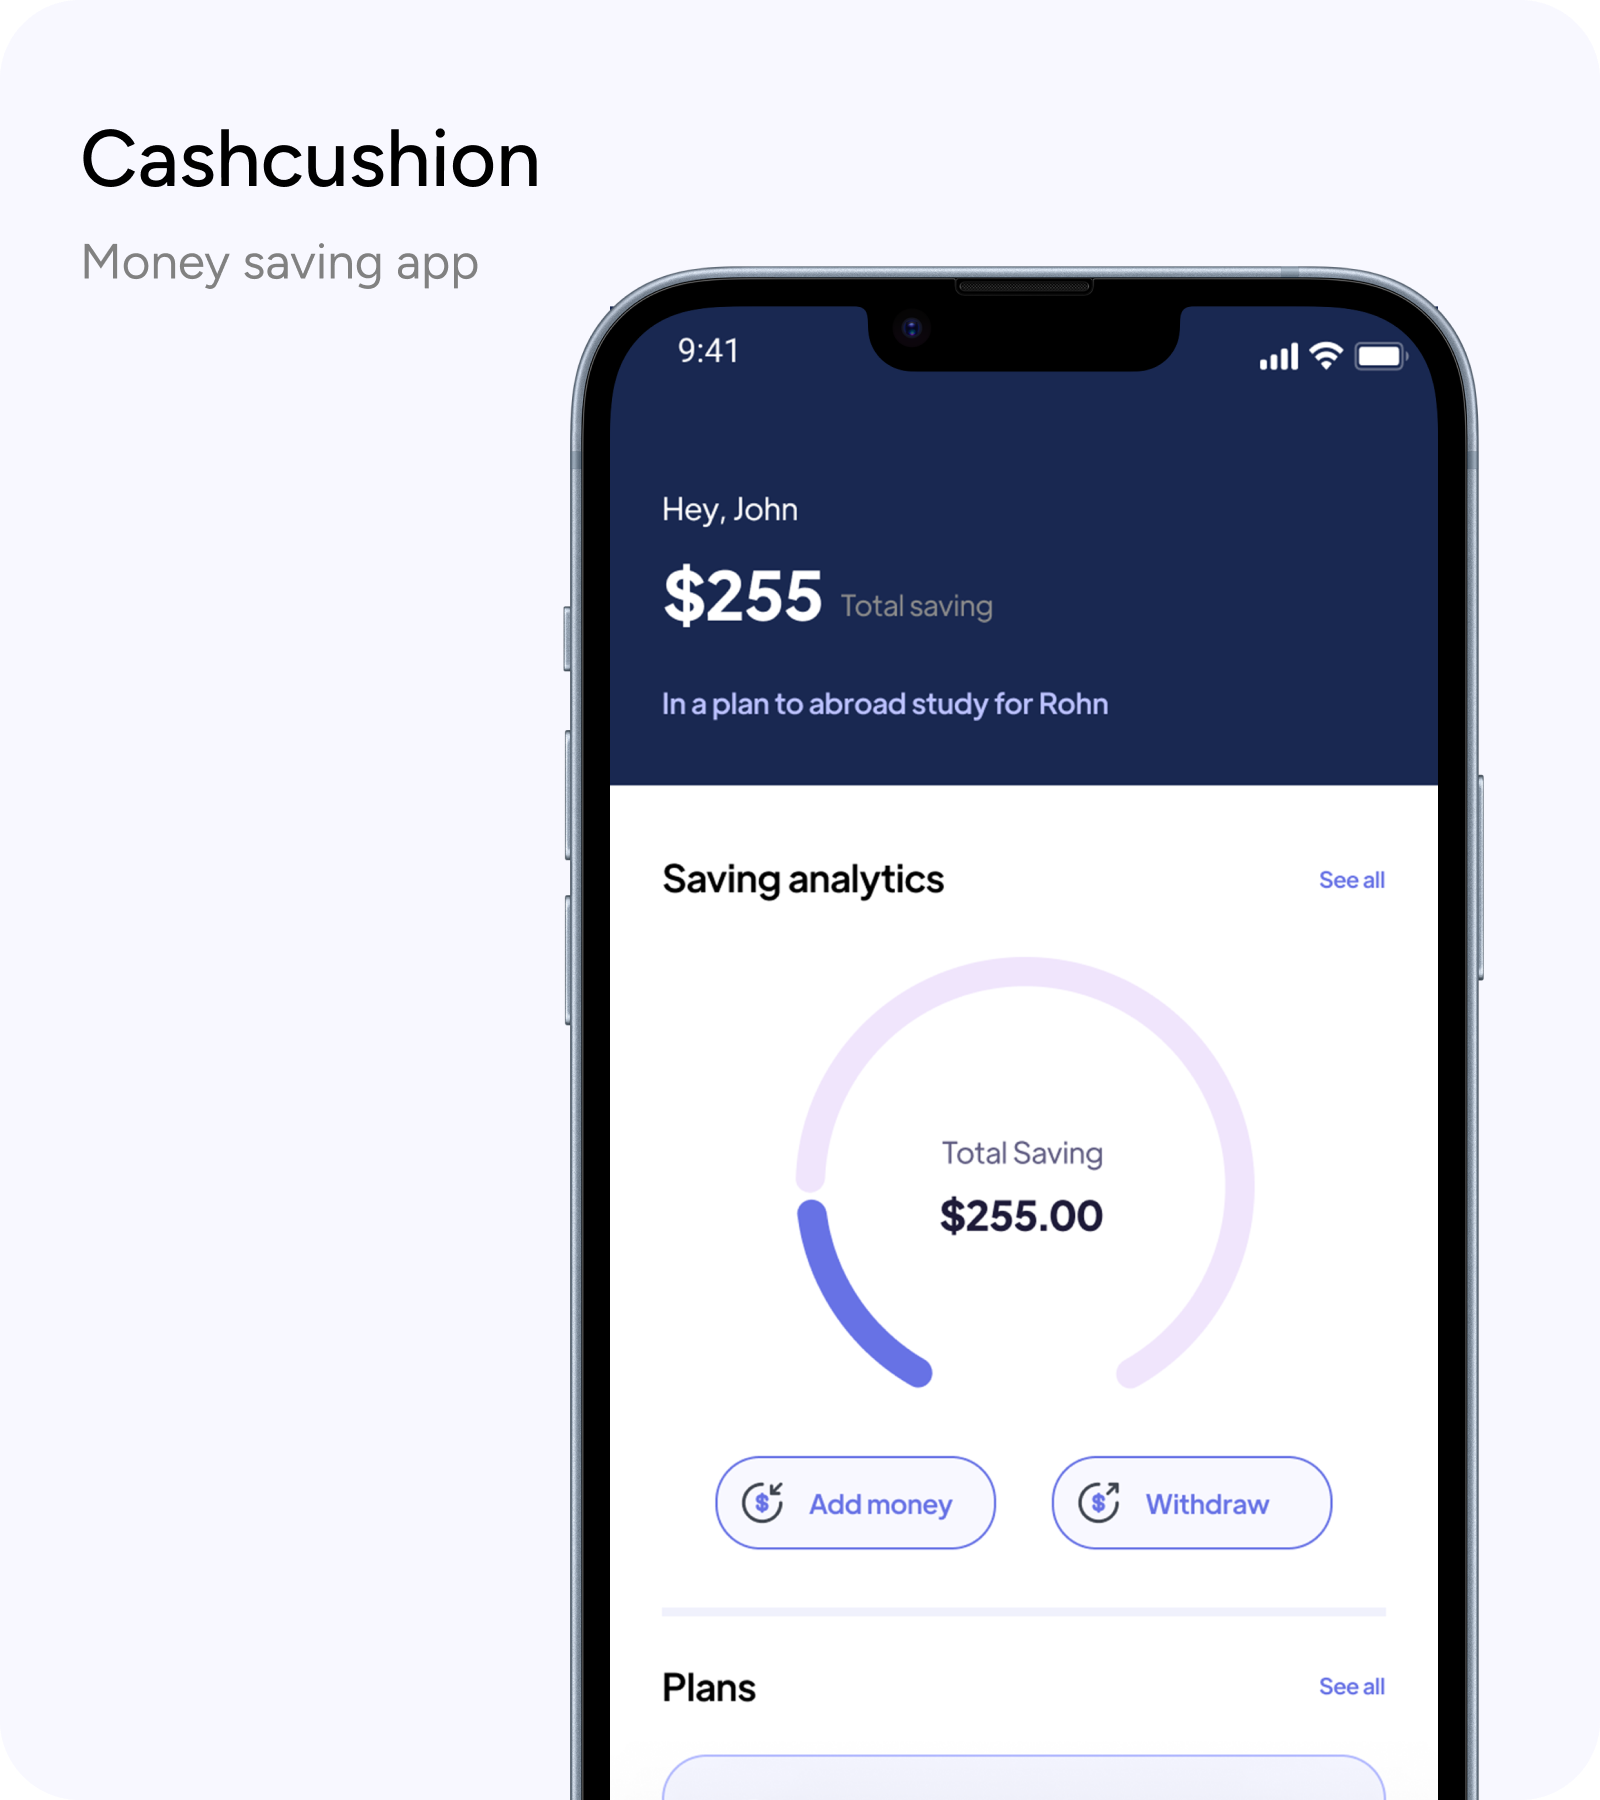 Cashcushion
Money saving app
9:41
Hey, John
$255 Total saving
In a plan to abroad study for Rohn
Saving analytics See all
Total Saving
$255.00
$ Add money $ Withdraw
Plans See all